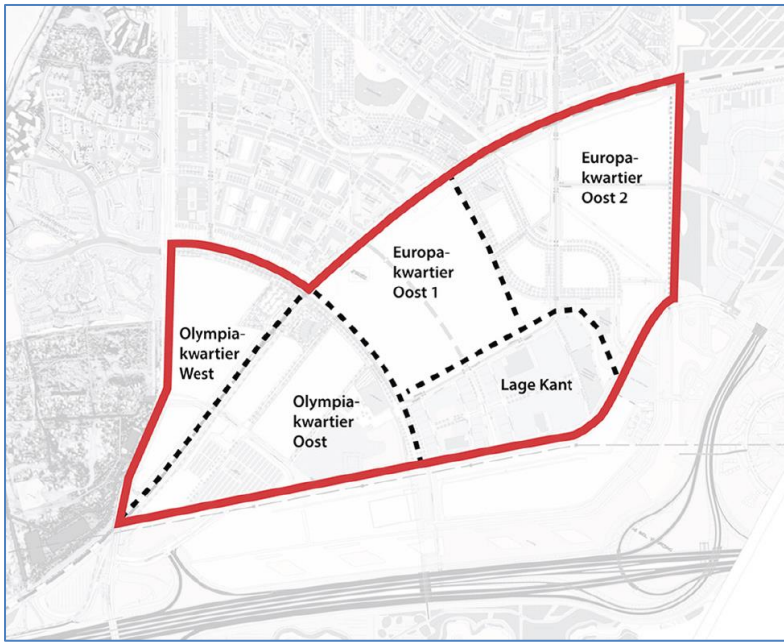 Europa-
kwartier
Oost 2
Europa-
kwartier
Oost 1
Olympia-
kwartier
West
Lage Kant
Olympia-
kwartier
Oost